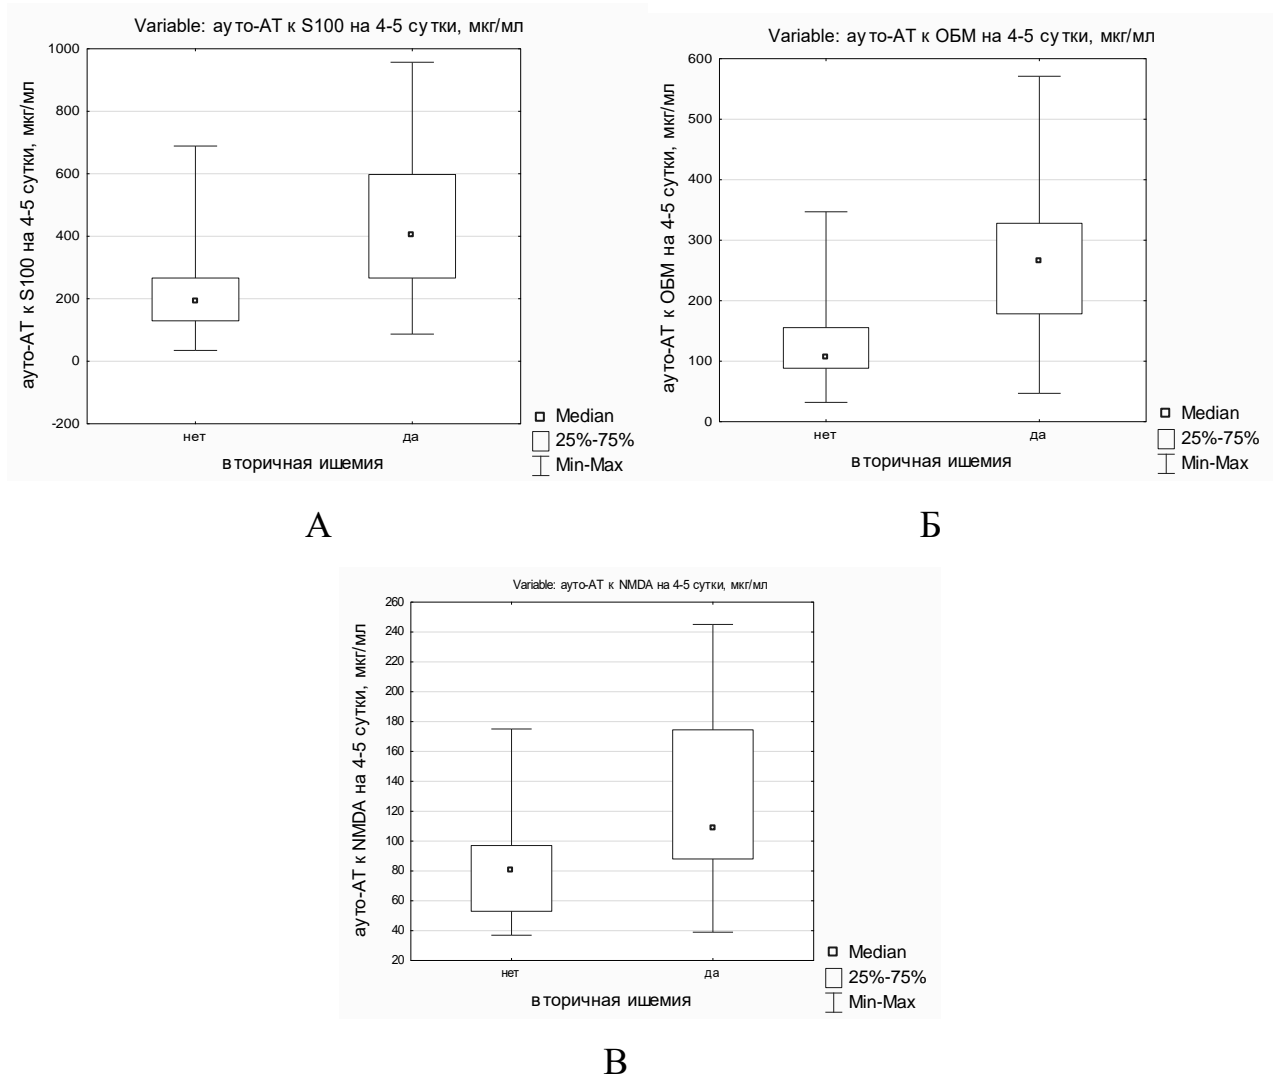 Variable: ауто-АТ к S100 на 4-5 сутки, мкг/мл
ауто-АТ к S100 на 4-5 сутки, мкг/мл
1000
800
600
400
200
0
-200
нет да
вторичная ишемия
Median
25%-75%
Min-Max
А
Variable: ауто-АТ к ОБМ на 4-5 сутки, мкг/мл
ауто-АТ к ОБМ на 4-5 сутки, мкг/мл
600
500
400
300
200
100
0
нет да
вторичная ишемия
Median
25%-75%
Min-Max
Б
Variable: ауто-АТ к NMDA на 4-5 сутки, мкг/мл
ауто-АТ к NMDA на 4-5 сутки, мкг/мл
260
240
220
200
180
160
140
120
100
80
60
40
20
нет да
вторичная ишемия
Median
25%-75%
Min-Max
В